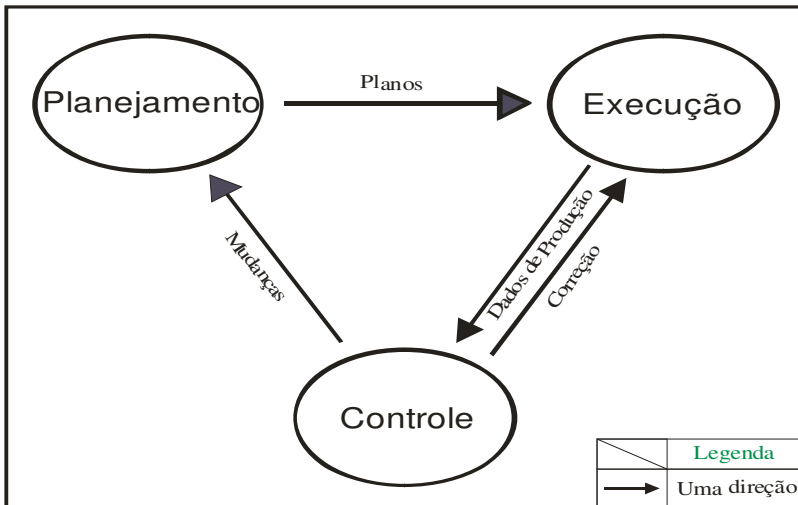 Planos
Planejamento
Execução
Mudanças
Dados de Produção
Correção
Controle
Legenda
Uma direção